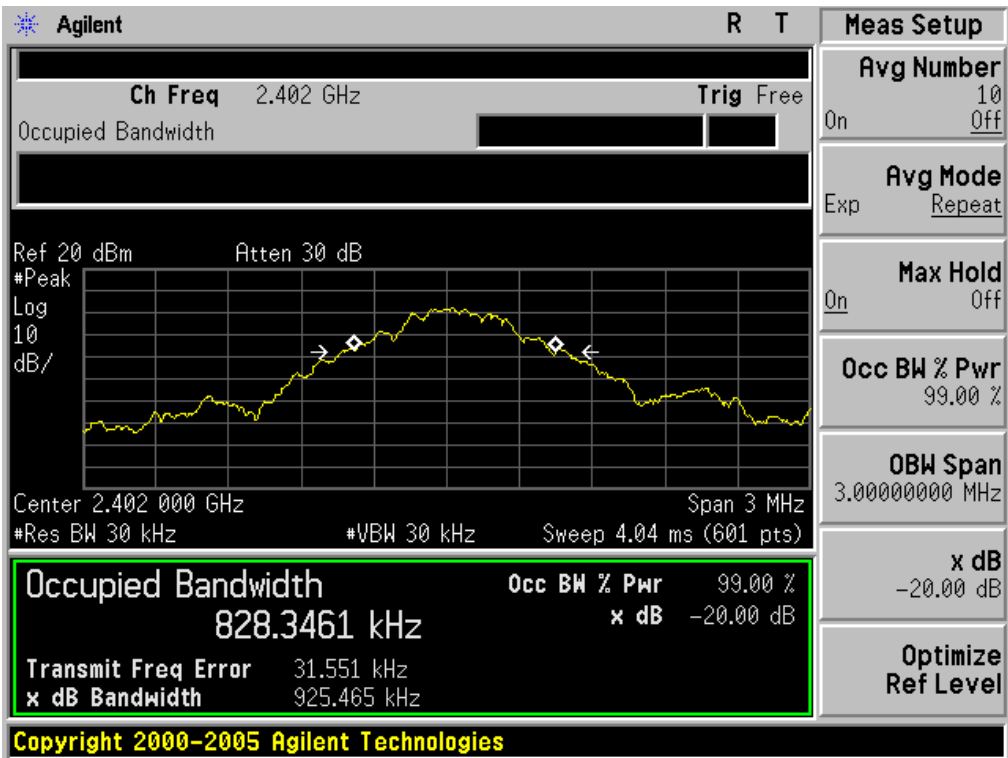 Agilent R T
Ch Freq 2.402 GHz Trig Free
Occupied Bandwidth
Ref 20 dBm Atten 30 dB
#Peak
Log
10
dB/
Center 2.402 000 GHz Span 3 MHz
#Res BW 30 kHz #VBW 30 kHz Sweep 4.04 ms (601 pts)
Occupied Bandwidth Occ BW % Pwr 99.00 %
828.3461 kHz x dB -20.00 dB
Transmit Freq Error 31.551 kHz
x dB Bandwidth 925.465 kHz
Copyright 2000-2005 Agilent Technologies
Meas Setup
Avg Number
10
On Off
Avg Mode
Exp Repeat
Max Hold
On Off
Occ BW % Pwr
99.00 %
OBW Span
3.00000000 MHz
x dB
-20.00 dB
Optimize
Ref Level